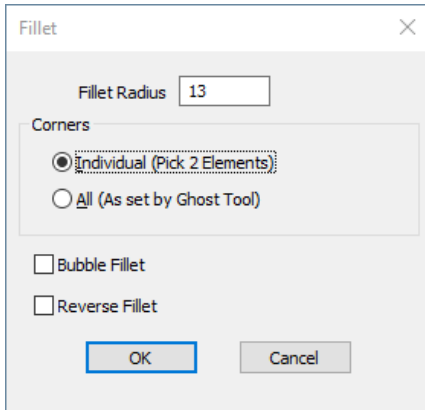 Fillet
Fillet Radius 13
Corners
Individual (Pick 2 Elements)
All (As set by Ghost Tool)
Bubble Fillet
Reverse Fillet
OK Cancel